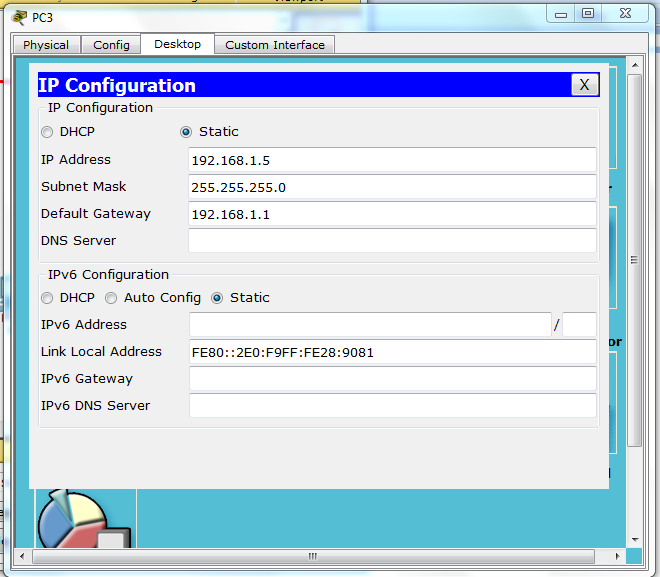 PC3
Physical Config Desktop Custom Interface
IP Configuration X
IP Configuration
DHCP Static
IP Address 192.168.1.5
Subnet Mask 255.255.255.0
Default Gateway 192.168.1.1
DNS Server
IPv6 Configuration
DHCP Auto Config Static
IPv6 Address /
Link Local Address FE80::2E0:F9FF:FE28:9081
IPv6 Gateway
or
IPv6 DNS Server